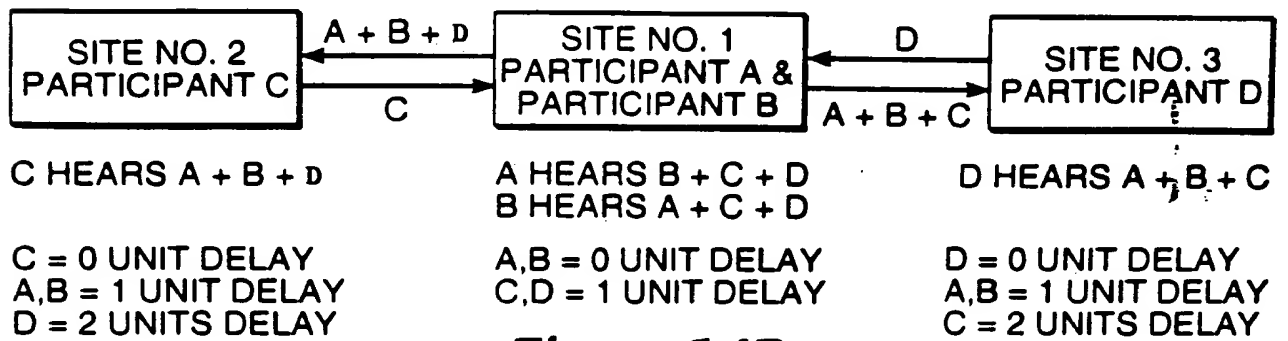 SITE NO. 2
PARTICIPANT C
A + B + D
C
SITE NO. 1
PARTICIPANT A &
PARTICIPANT B
D
A + B + C
SITE NO. 3
PARTICIPANT D
C HEARS A + B + D
A HEARS B + C + D
B HEARS A + C + D
D HEARS A + B + C
C = 0 UNIT DELAY
A,B = 1 UNIT DELAY
D = 2 UNITS DELAY
A,B = 0 UNIT DELAY
C,D = 1 UNIT DELAY
D = 0 UNIT DELAY
A,B = 1 UNIT DELAY
C = 2 UNITS DELAY